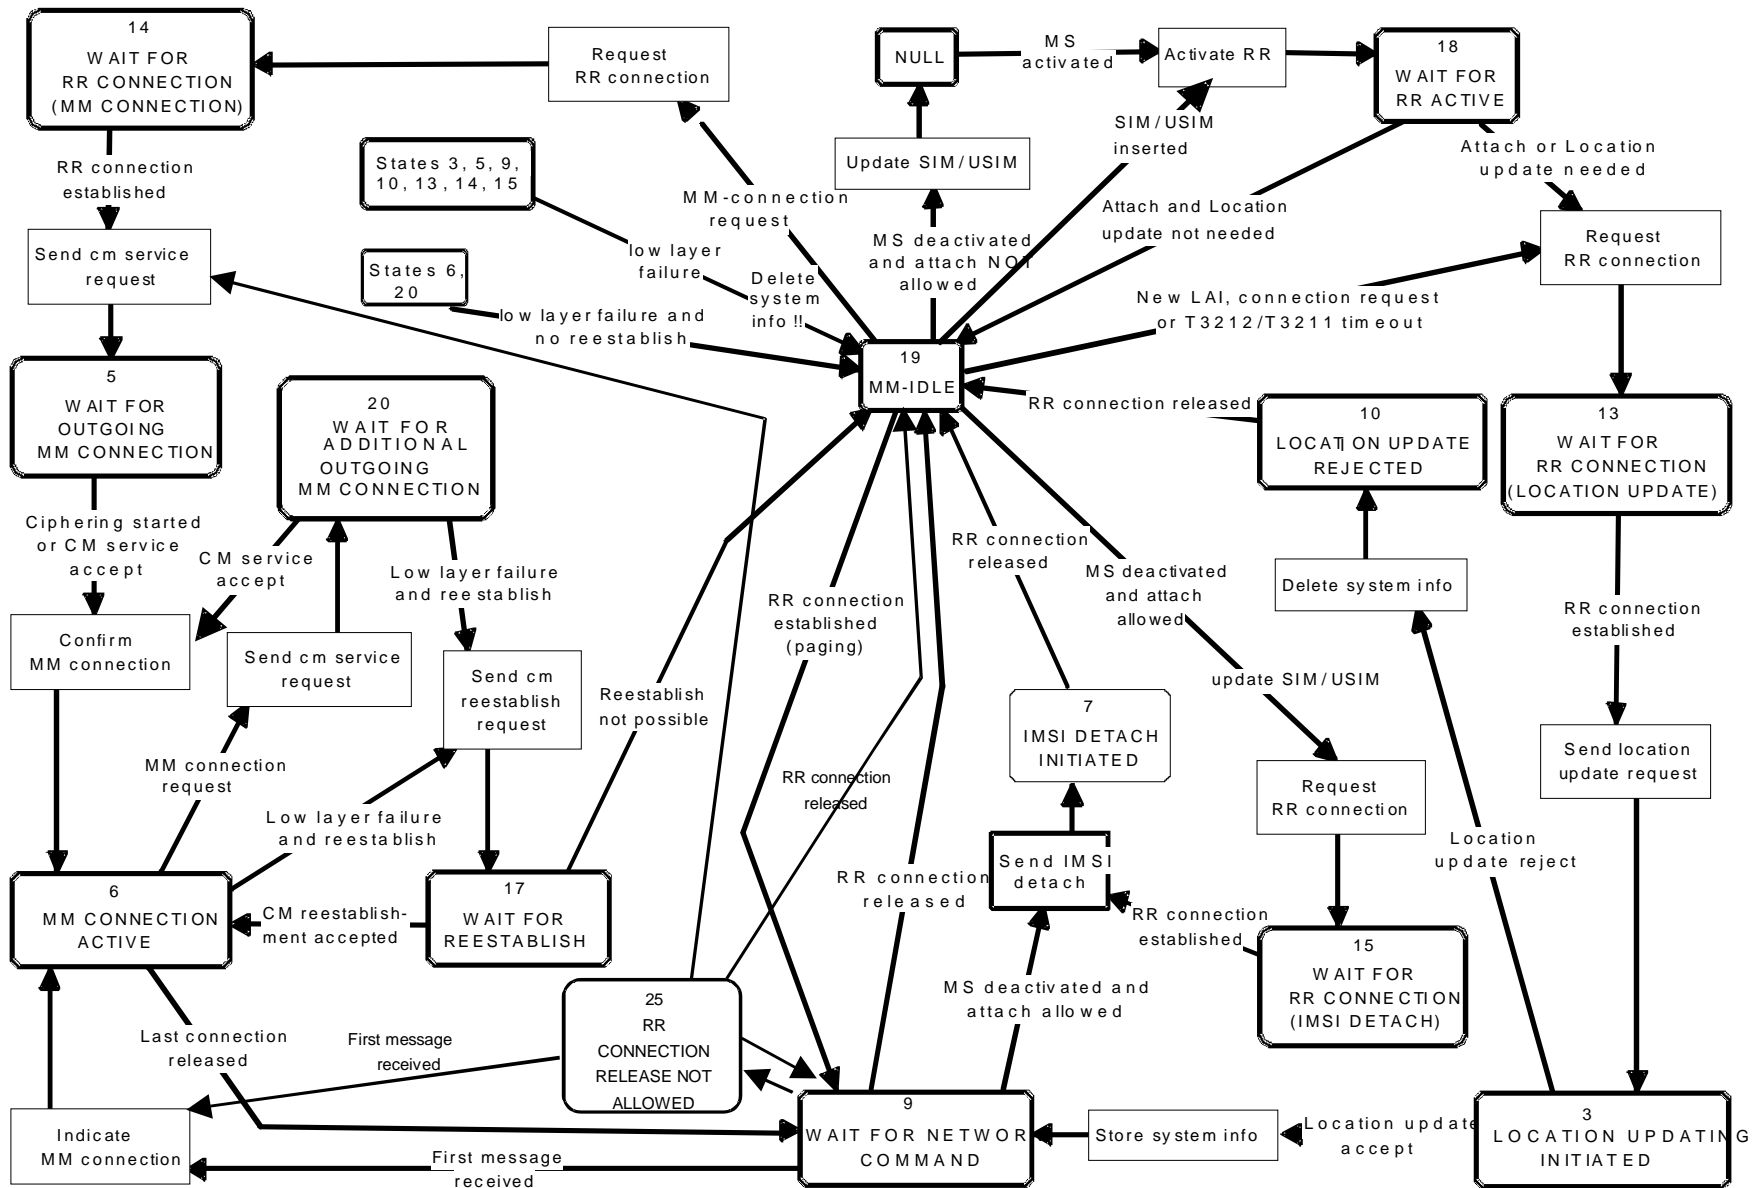 14
WAIT FOR
RR CONNECTION
(MM CONNECTION)
Request
RR connection
NULL
MS
activated
Activate RR
18
WAIT FOR
RR ACTIVE
RR connection
established
States 3, 5, 9,
10, 13, 14, 15
Update SIM/USIM
SIM/USIM
inserted
Attach or Location
update needed
MM-connection
request
Attach and Location
update not needed
Send cm service
request
States 6,
20
low layer
failure
Delete
system
info !!
MS deactivated
and attach NOT
allowed
Request
RR connection
low layer failure and
no reestablish
New LAI, connection request
or T3212/T3211 timeout
19
MM-IDLE
5
WAIT FOR
OUTGOING
MM CONNECTION
20
WAIT FOR
ADDITIONAL
OUTGOING
MM CONNECTION
RR connection released
10
LOCATION UPDATE
REJECTED
13
WAIT FOR
RR CONNECTION
(LOCATION UPDATE)
Ciphering started
or CM service
accept
CM service
accept
Low layer failure
and reestablish
RR connection
released
MS deactivated
and attach
allowed
Delete system info
RR connection
established
(paging)
RR connection
established
Confirm
MM connection
Send cm service
request
Send cm
reestablish
request
Reestablish
not possible
update SIM/USIM
7
IMSI DETACH
INITIATED
Send location
update request
MM connection
request
RR connection
released
Request
RR connection
Low layer failure
and reestablish
Location
update reject
Send IMSI
detach
RR connection
released
6
MM CONNECTION
ACTIVE
CM reestablish-
ment accepted
17
WAIT FOR
REESTABLISH
RR connection
established
15
WAIT FOR
RR CONNECTION
(IMSI DETACH)
MS deactivated and
attach allowed
25
RR
CONNECTION
RELEASE NOT
ALLOWED
Last connection
released
First message
received
Indicate
MM connection
First message
received
9
WAIT FOR NETWOR
COMMAND
Store system info
Location update
accept
3
LOCATION UPDATING
INITIATED